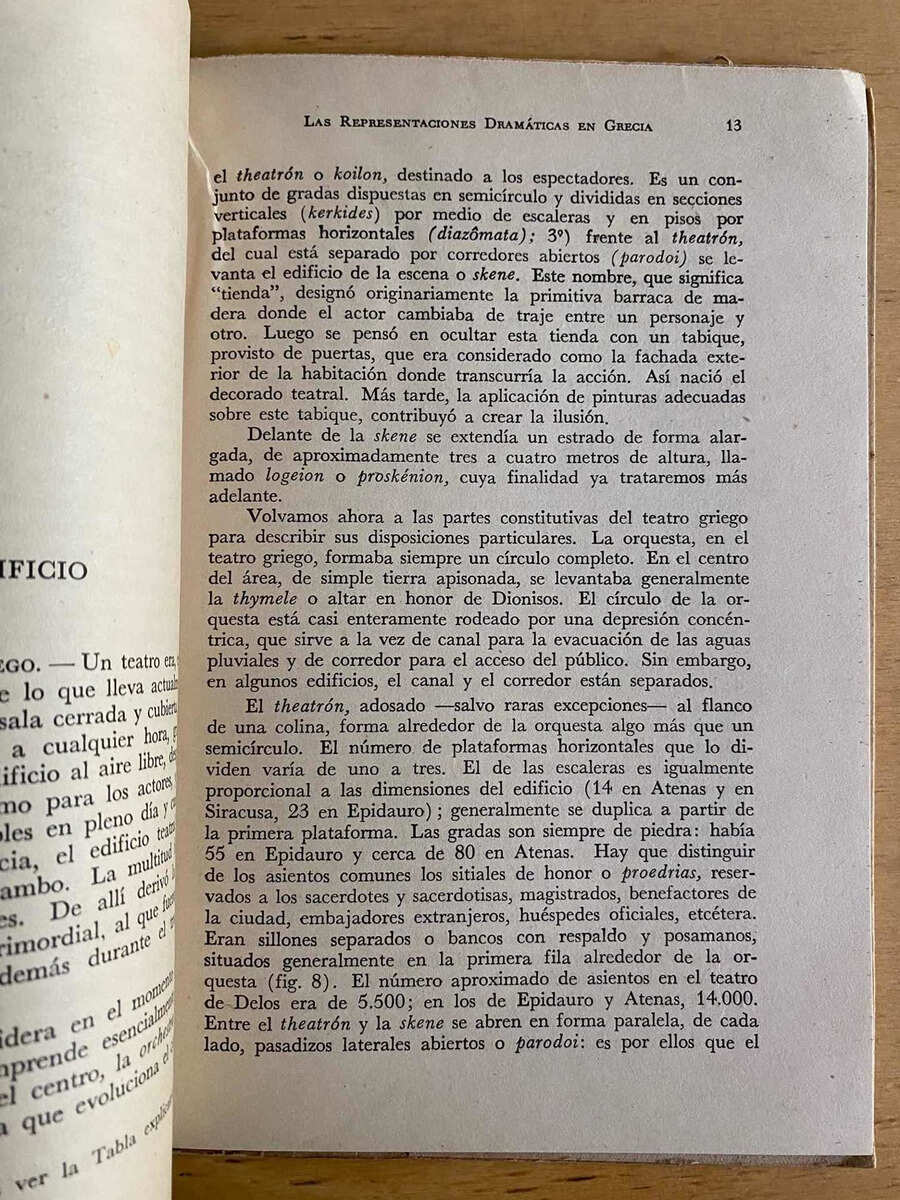 IFICIO
EGO. — Un teatro era,
e lo que lleva actual
sala cerrada y cubierta
a cualquier hora,
ificio al aire libre,
mo para los actores,
bles en pleno día y
cia, el edificio
ambo. La multitud
es. De allí derivó
rimordial, al que
demás durante el
idera en el momento
mprende esencialmente
el centro, la
a que evoluciona el
ver la Tabla
Las Representaciones Dramáticas en Grecia 13
el theatrón o koilon, destinado a los espectadores. Es un con-
junto de gradas dispuestas en semicírculo y divididas en secciones
verticales (kerkides) por medio de escaleras y en pisos por
plataformas horizontales (diazômata); 3º) frente al theatrón,
del cual está separado por corredores abiertos (parodoi) se le-
vanta el edificio de la escena o skene. Este nombre, que significa
“tienda”, designó originariamente la primitiva barraca de ma-
dera donde el actor cambiaba de traje entre un personaje y
otro. Luego se pensó en ocultar esta tienda con un tabique,
provisto de puertas, que era considerado como la fachada exte-
rior de la habitación donde transcurría la acción. Así nació el
decorado teatral. Más tarde, la aplicación de pinturas adecuadas
sobre este tabique, contribuyó a crear la ilusión.
Delante de la skene se extendía un estrado de forma alar-
gada, de aproximadamente tres a cuatro metros de altura, lla-
mado logeion o proskénion, cuya finalidad ya trataremos más
adelante.
Volvamos ahora a las partes constitutivas del teatro griego
para describir sus disposiciones particulares. La orquesta, en el
teatro griego, formaba siempre un círculo completo. En el centro
del área, de simple tierra apisonada, se levantaba generalmente
la thymele o altar en honor de Dionisos. El círculo de la or-
questa está casi enteramente rodeado por una depresión concén-
trica, que sirve a la vez de canal para la evacuación de las aguas
pluviales y de corredor para el acceso del público. Sin embargo,
en algunos edificios, el canal y el corredor están separados.
El theatrón, adosado —salvo raras excepciones— al flanco
de una colina, forma alrededor de la orquesta algo más que un
semicírculo. El número de plataformas horizontales que lo di-
viden varía de uno a tres. El de las escaleras es igualmente
proporcional a las dimensiones del edificio (14 en Atenas y en
Siracusa, 23 en Epidauro); generalmente se duplica a partir de
la primera plataforma. Las gradas son siempre de piedra: había
55 en Epidauro y cerca de 80 en Atenas. Hay que distinguir
de los asientos comunes los sitiales de honor o proedrias, reser-
vados a los sacerdotes y sacerdotisas, magistrados, benefactores de
la ciudad, embajadores extranjeros, huéspedes oficiales, etcétera.
Eran sillones separados o bancos con respaldo y posamanos,
situados generalmente en la primera fila alrededor de la or-
questa (fig. 8). El número aproximado de asientos en el teatro
de Delos era de 5.500; en los de Epidauro y Atenas, 14.000.
Entre el theatrón y la skene se abren en forma paralela, de cada
lado, pasadizos laterales abiertos o parodoi: es por ellos que el